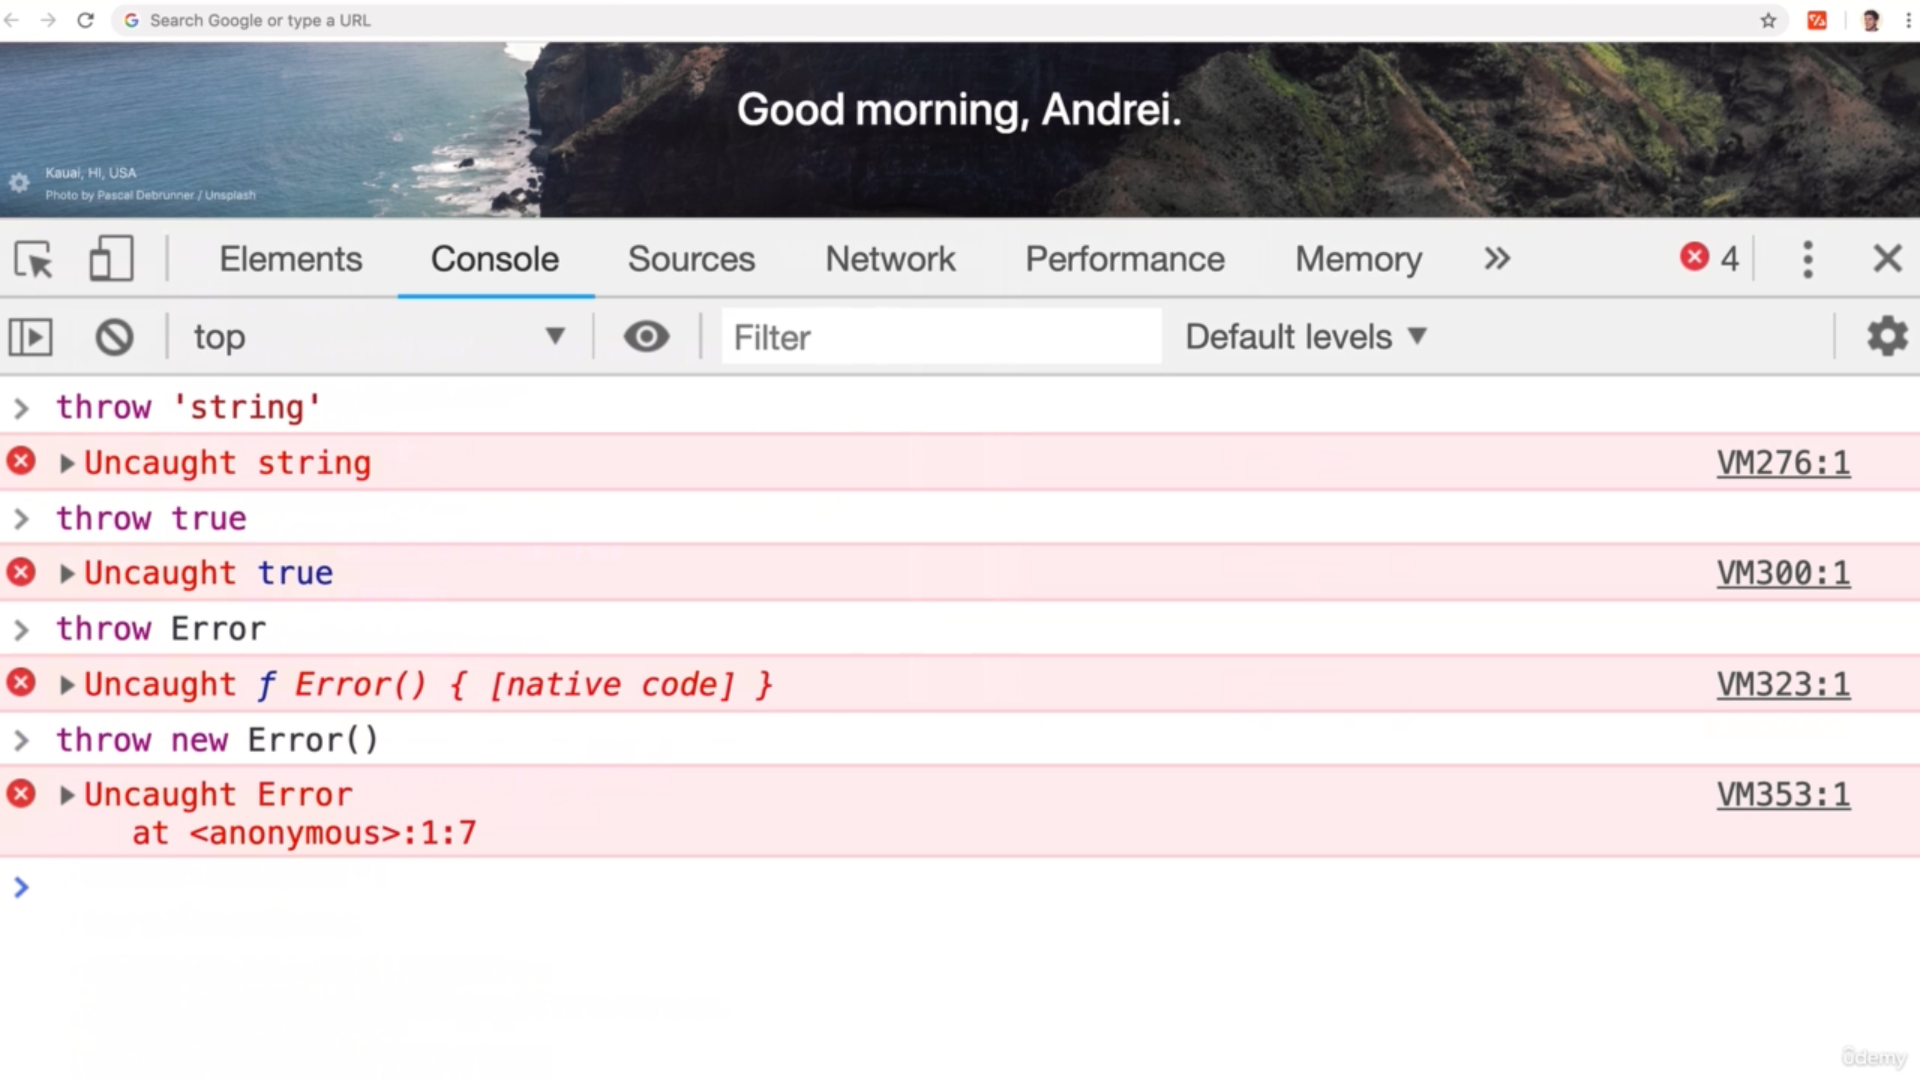 Search Google or type a URL
Good morning, Andrei.
Kauai, HI, USA
Photo by Pascal Debrunner / Unsplash
Elements Console Sources Network Performance Memory » 4
top Filter Default levels
> throw 'string'
Uncaught string VM276:1
> throw true
Uncaught true VM300:1
> throw Error
Uncaught ƒ Error() { [native code] } VM323:1
> throw new Error()
Uncaught Error VM353:1
at <anonymous>:1:7
>
ûdemy